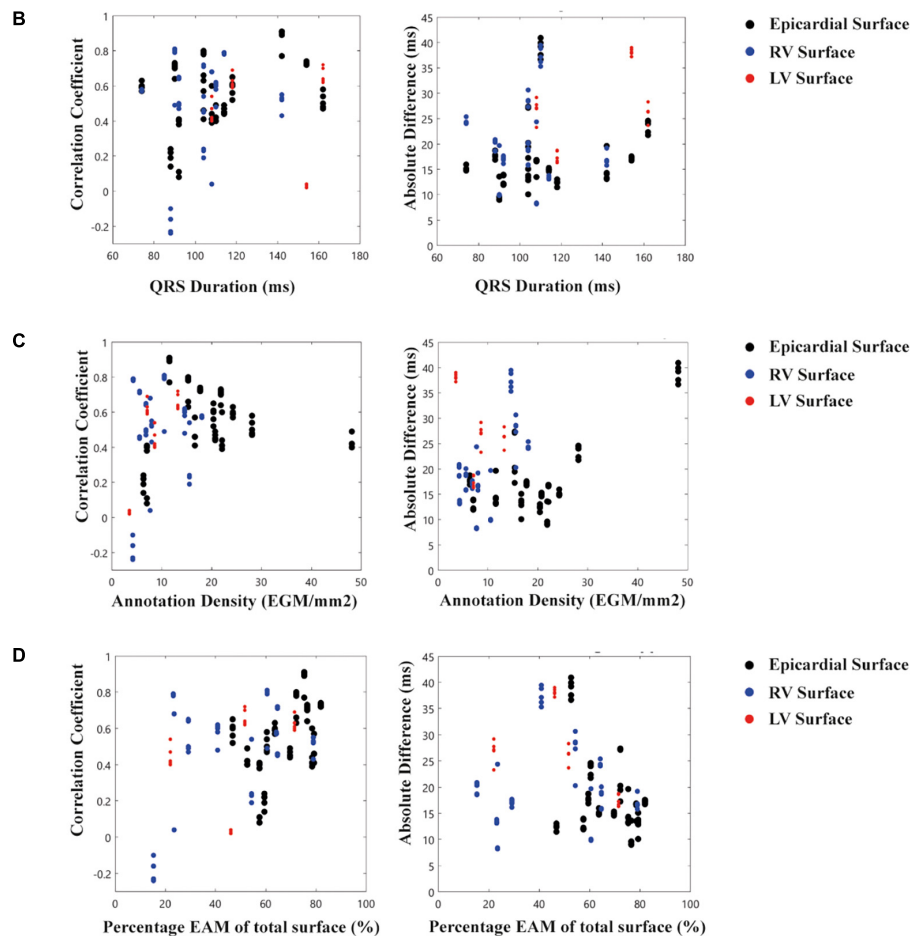 B
Correlation Coefficient
1
0.8
0.6
0.4
0.2
0
-0.2
60 80 100 120 140 160 180
QRS Duration (ms)
Absolute Difference (ms)
45
40
35
30
25
20
15
10
5
0
60 80 100 120 140 160 180
QRS Duration (ms)
Epicardial Surface
RV Surface
LV Surface
C
Correlation Coefficient
1
0.8
0.6
0.4
0.2
0
-0.2
0 10 20 30 40 50
Annotation Density (EGM/mm2)
Absolute Difference (ms)
45
40
35
30
25
20
15
10
5
0
0 10 20 30 40 50
Annotation Density (EGM/mm2)
Epicardial Surface
RV Surface
LV Surface
D
Correlation Coefficient
1
0.8
0.6
0.4
0.2
0
-0.2
0 20 40 60 80 100
Percentage EAM of total surface (%)
Absolute Difference (ms)
45
40
35
30
25
20
15
10
5
0
0 20 40 60 80 100
Percentage EAM of total surface (%)
Epicardial Surface
RV Surface
LV Surface